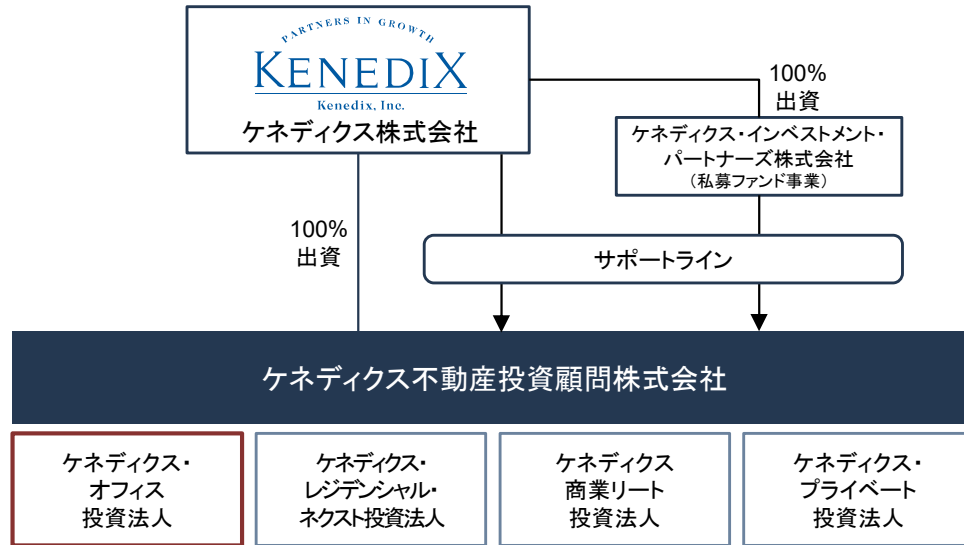 PARTNERS IN GROWTH
KENEDIX
Kenedix, Inc.
ケネディクス株式会社
100%
出資
ケネディクス・インベストメント・
パートナーズ株式会社
（私募ファンド事業）
100%
出資
サポートライン
ケネディクス不動産投資顧問株式会社
ケネディクス・
オフィス
投資法人
ケネディクス・
レジデンシャル・
ネクスト投資法人
ケネディクス
商業リート
投資法人
ケネディクス・
プライベート
投資法人